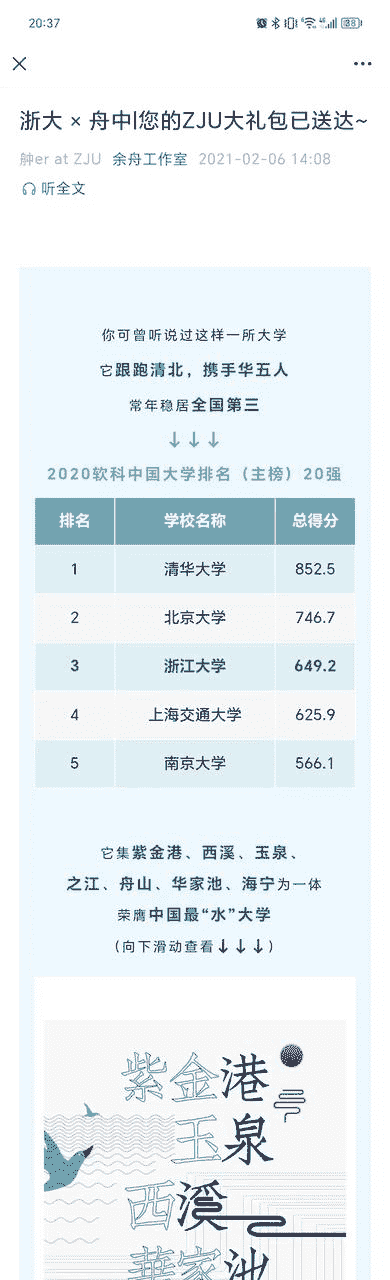 20:37
38
浙大 × 舟中|您的ZJU大礼包已送达~
舯er at ZJU 余舟工作室 2021-02-06 14:08
听全文
你可曾听说过这样一所大学
它跟跑清北，携手华五人
常年稳居全国第三
↓↓↓
2020软科中国大学排名（主榜）20强
排名 学校名称 总得分
1 清华大学 852.5
2 北京大学 746.7
3 浙江大学 649.2
4 上海交通大学 625.9
5 南京大学 566.1
它集紫金港、西溪、玉泉、
之江、舟山、华家池、海宁为一体
荣膺中国最“水”大学
（向下滑动查看↓↓↓）
紫金港
玉泉
西溪
華家池